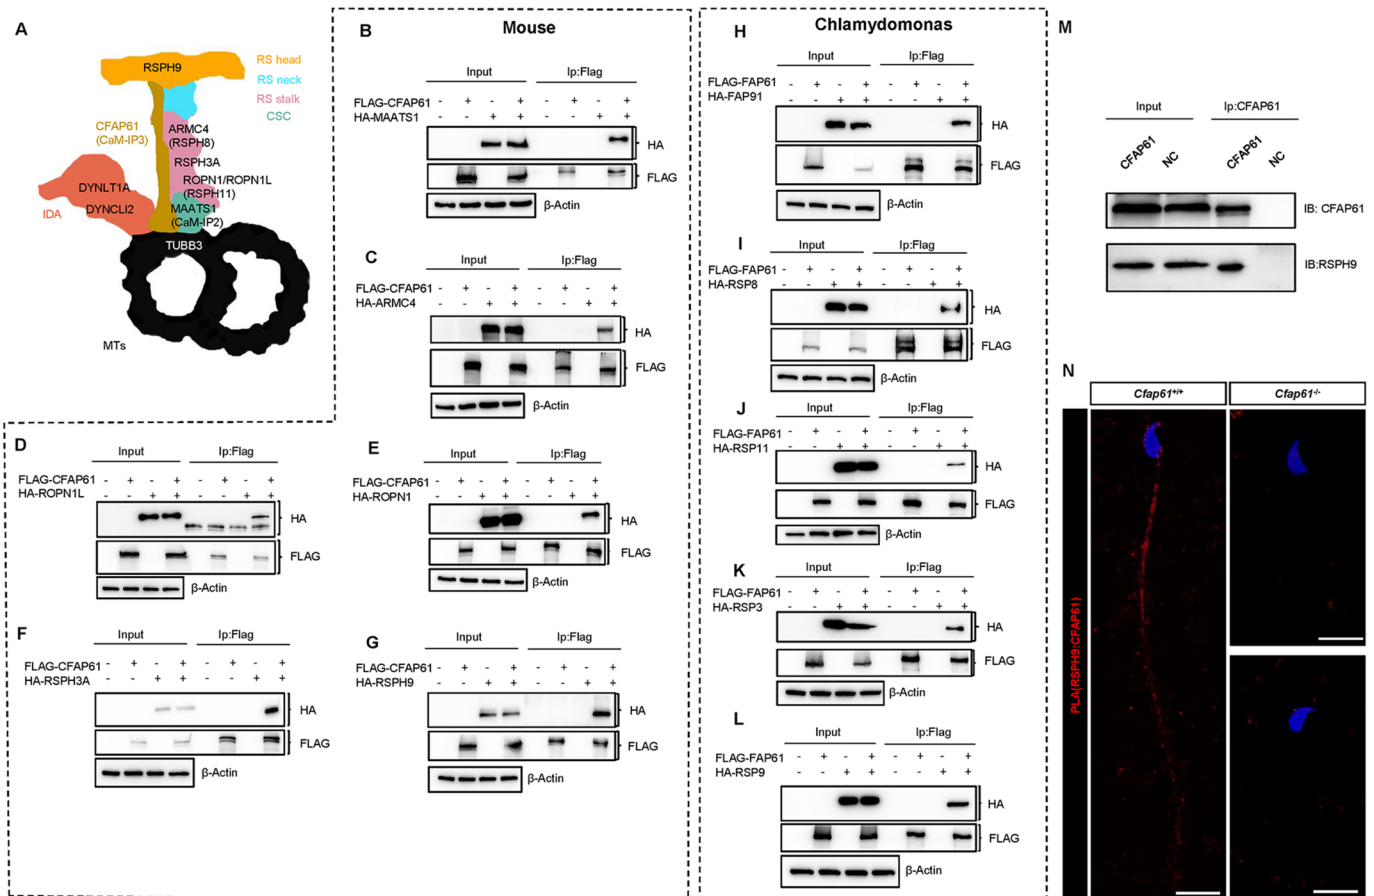 A
RSPH9
RS head
RS neck
RS stalk
CSC
CFAP61
(CaM-IP3)
ARMC4
(RSPH8)
RSPH3A
ROPN1/ROPN1L
(RSPH11)
DYNLT1A
DYNCLI2
IDA
MAATS1
(CaM-IP2)
TUBB3
MTs
Mouse
B
Input Ip:Flag
FLAG-CFAP61 - + - + - + - +
HA-MAATS1 - - + + - - + +
HA
FLAG
β-Actin
C
Input Ip:Flag
FLAG-CFAP61 - + - + - + - +
HA-ARMC4 - - + + - - + +
HA
FLAG
β-Actin
D
Input Ip:Flag
FLAG-CFAP61 - + - + - + - +
HA-ROPN1L - - + + - - + +
HA
FLAG
β-Actin
E
Input Ip:Flag
FLAG-CFAP61 - + - + - + - +
HA-ROPN1 - - + + - - + +
HA
FLAG
β-Actin
F
Input Ip:Flag
FLAG-CFAP61 - + - + - + - +
HA-RSPH3A - - + + - - + +
HA
FLAG
β-Actin
G
Input Ip:Flag
FLAG-CFAP61 - + - + - + - +
HA-RSPH9 - - + + - - + +
HA
FLAG
β-Actin
Chlamydomonas
H
Input Ip:Flag
FLAG-FAP61 - + - + - + - +
HA-FAP91 - - + + - - + +
HA
FLAG
β-Actin
I
Input Ip:Flag
FLAG-FAP61 - + - + - + - +
HA-RSP8 - - + + - - + +
HA
FLAG
β-Actin
J
Input Ip:Flag
FLAG-FAP61 - + - + - + - +
HA-RSP11 - - + + - - + +
HA
FLAG
β-Actin
K
Input Ip:Flag
FLAG-FAP61 - + - + - + - +
HA-RSP3 - - + + - - + +
HA
FLAG
β-Actin
L
Input Ip:Flag
FLAG-FAP61 - + - + - + - +
HA-RSP9 - - + + - - + +
HA
FLAG
β-Actin
M
Input Ip:CFAP61
CFAP61 NC CFAP61 NC
IB: CFAP61
IB:RSPH9
N
Cfap61+/+ Cfap61-/-
PLA(RSPH9:CFAP61)